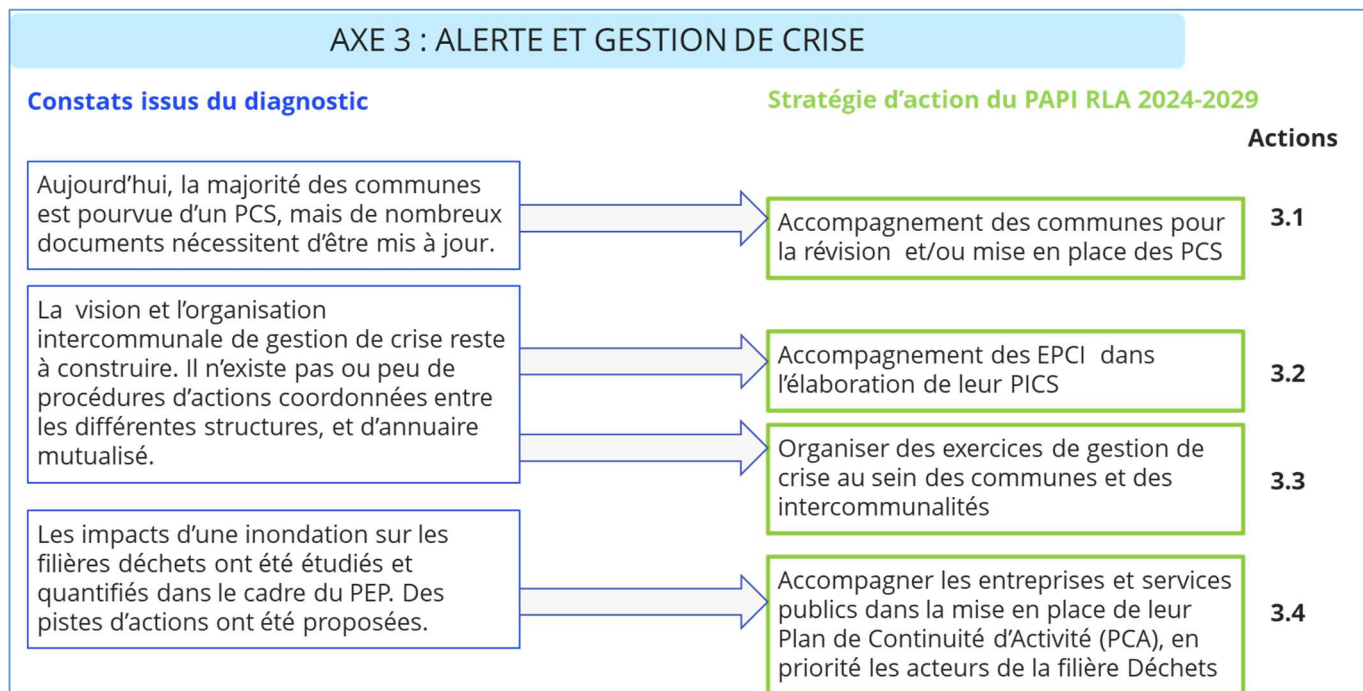 AXE 3 : ALERTE ET GESTION DE CRISE
Constats issus du diagnostic
Stratégie d’action du PAPI RLA 2024-2029
Actions
Aujourd’hui, la majorité des communes
est pourvue d’un PCS, mais de nombreux
documents nécessitent d’être mis à jour.
Accompagnement des communes pour
la révision et/ou mise en place des PCS
3.1
La vision et l’organisation
intercommunale de gestion de crise reste
à construire. Il n’existe pas ou peu de
procédures d’actions coordonnées entre
les différentes structures, et d’annuaire
mutualisé.
Accompagnement des EPCI dans
l’élaboration de leur PICS
3.2
Organiser des exercices de gestion de
crise au sein des communes et des
intercommunalités
3.3
Les impacts d’une inondation sur les
filières déchets ont été étudiés et
quantifiés dans le cadre du PEP. Des
pistes d’actions ont été proposées.
Accompagner les entreprises et services
publics dans la mise en place de leur
Plan de Continuité d’Activité (PCA), en
priorité les acteurs de la filière Déchets
3.4